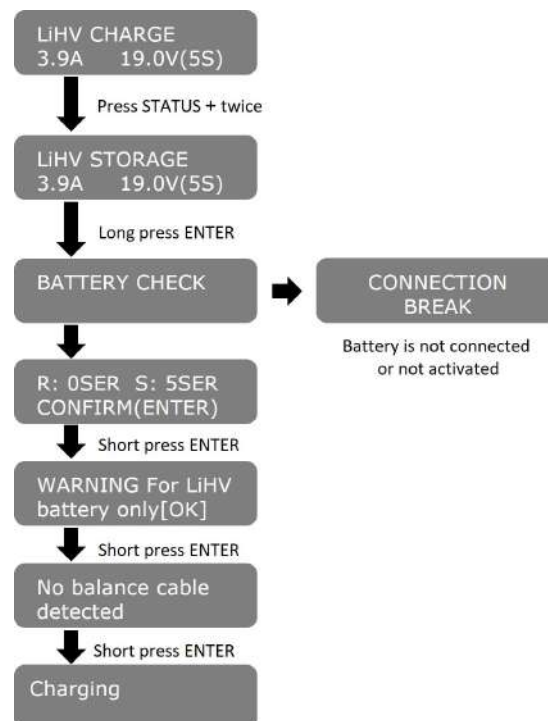 LiHV CHARGE
3.9A 19.0V(5S)
Press STATUS + twice
LiHV STORAGE
3.9A 19.0V(5S)
Long press ENTER
BATTERY CHECK
CONNECTION
BREAK
Battery is not connected
or not activated
R: 0SER S: 5SER
CONFIRM(ENTER)
Short press ENTER
WARNING For LiHV
battery only[OK]
Short press ENTER
No balance cable
detected
Short press ENTER
Charging